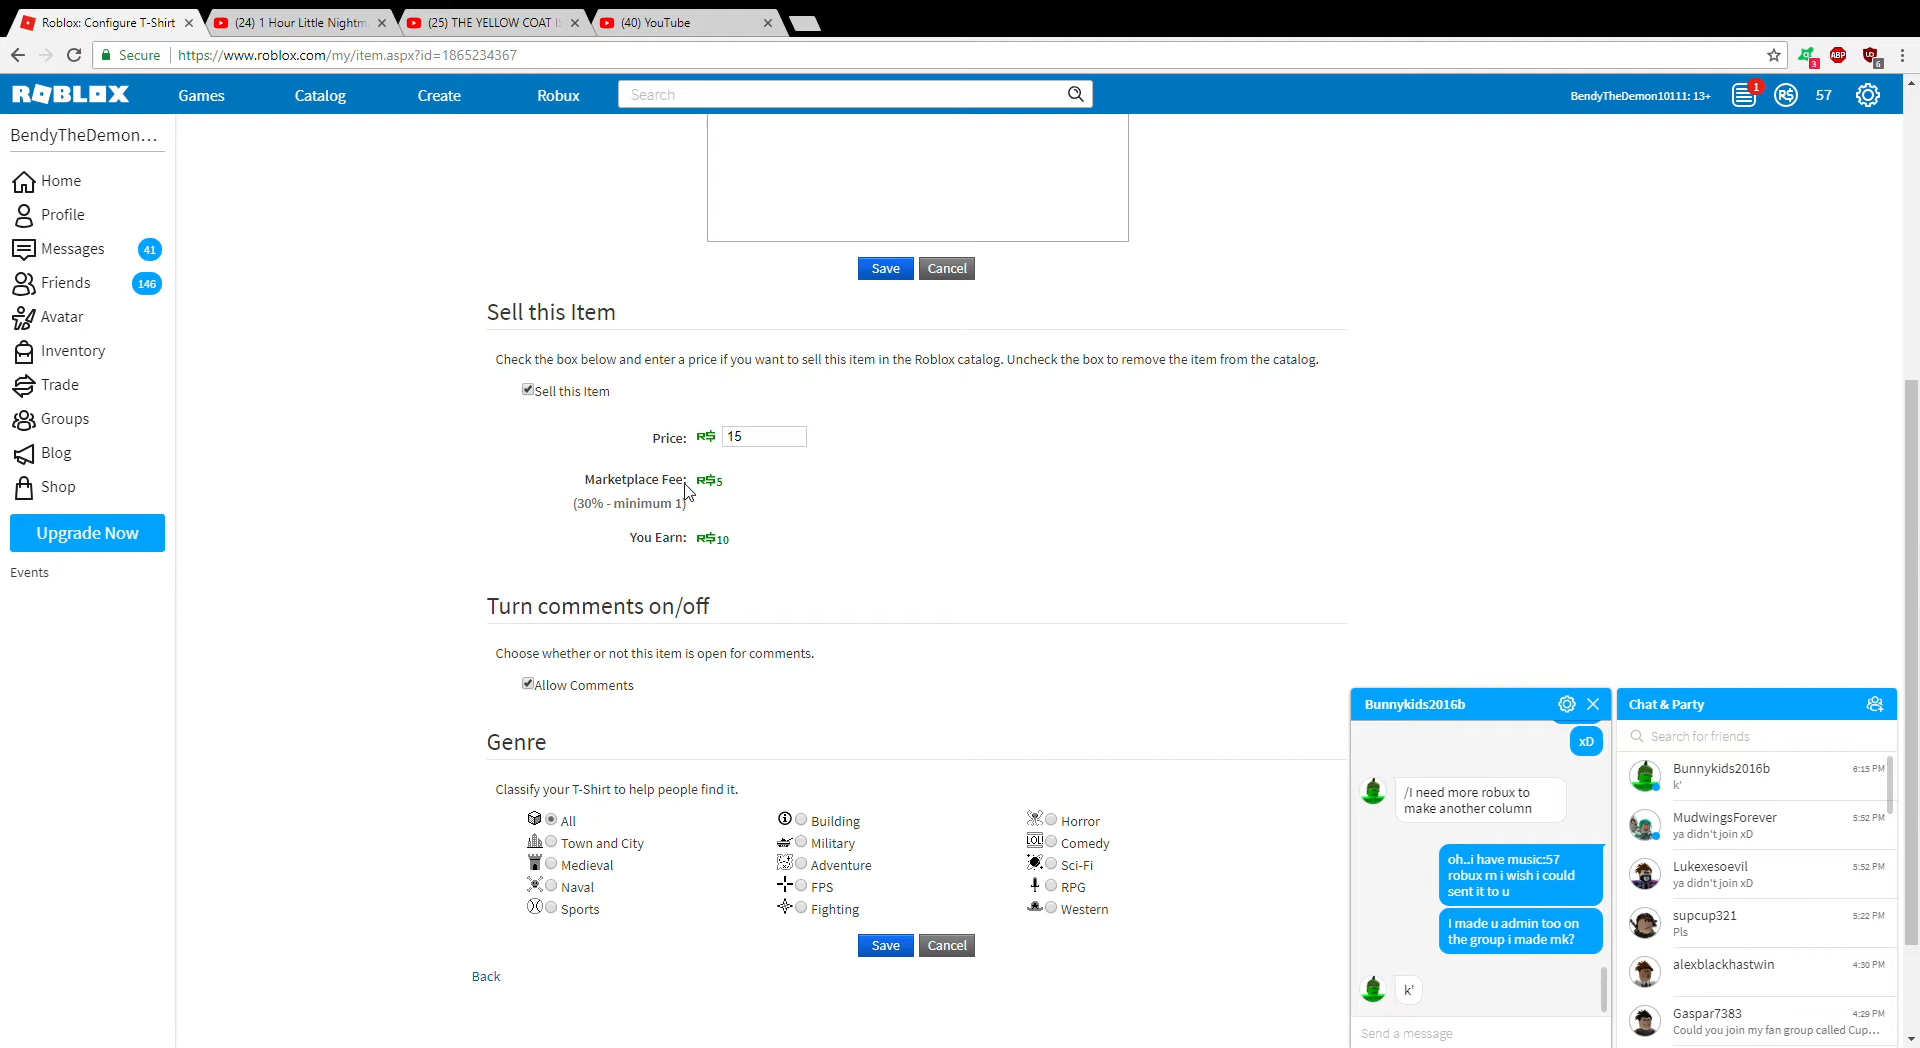 Roblox: Configure T-Shirt
(24) 1 Hour Little Nightm
(25) THE YELLOW COAT IS
(40) YouTube
Secure
https://www.roblox.com/my/item.aspx?id=1865234367
3
ABP
6
ROBLOX
Games
Catalog
Create
Robux
Search
BendyTheDemon10111: 13+
1
R$
57
BendyTheDemon...
Home
Profile
Messages
41
Friends
146
Avatar
Inventory
Trade
Groups
Blog
Shop
Upgrade Now
Events
Save
Cancel
Sell this Item
Check the box below and enter a price if you want to sell this item in the Roblox catalog. Uncheck the box to remove the item from the catalog.
Sell this Item
Price: R$ 15
Marketplace Fee: R$ 5
(30% - minimum 1)
You Earn: R$ 10
Turn comments on/off
Choose whether or not this item is open for comments.
Allow Comments
Genre
Classify your T-Shirt to help people find it.
All
Building
Horror
Town and City
Military
LOL
Comedy
Medieval
Adventure
Sci-Fi
Naval
FPS
RPG
Sports
Fighting
Western
Save
Cancel
Back
Bunnykids2016b
xD
/I need more robux to
make another column
oh..i have music:57
robux rn i wish i could
sent it to u
I made u admin too on
the group i made mk?
k'
Send a message
Chat & Party
Search for friends
Bunnykids2016b
6:15 PM
k'
MudwingsForever
5:52 PM
ya didn't join xD
Lukexesoevil
5:52 PM
ya didn't join xD
supcup321
5:22 PM
Pls
alexblackhastwin
4:30 PM
Gaspar7383
4:29 PM
Could you join my fan group called Cup...